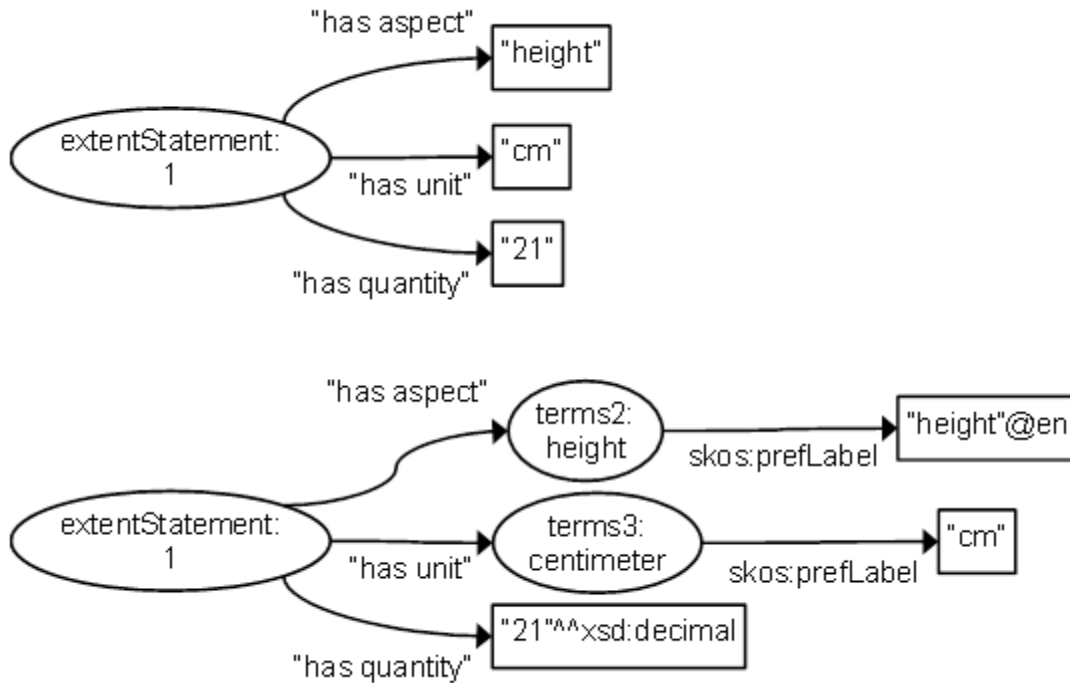 "has aspect"
"height"
extentStatement:
1
"cm"
"has unit"
"21"
"has quantity"
"has aspect"
terms2:
height
"height"@en
skos:prefLabel
extentStatement:
1
terms3:
centimeter
"cm"
"has unit"
skos:prefLabel
"21"^^xsd:decimal
"has quantity"